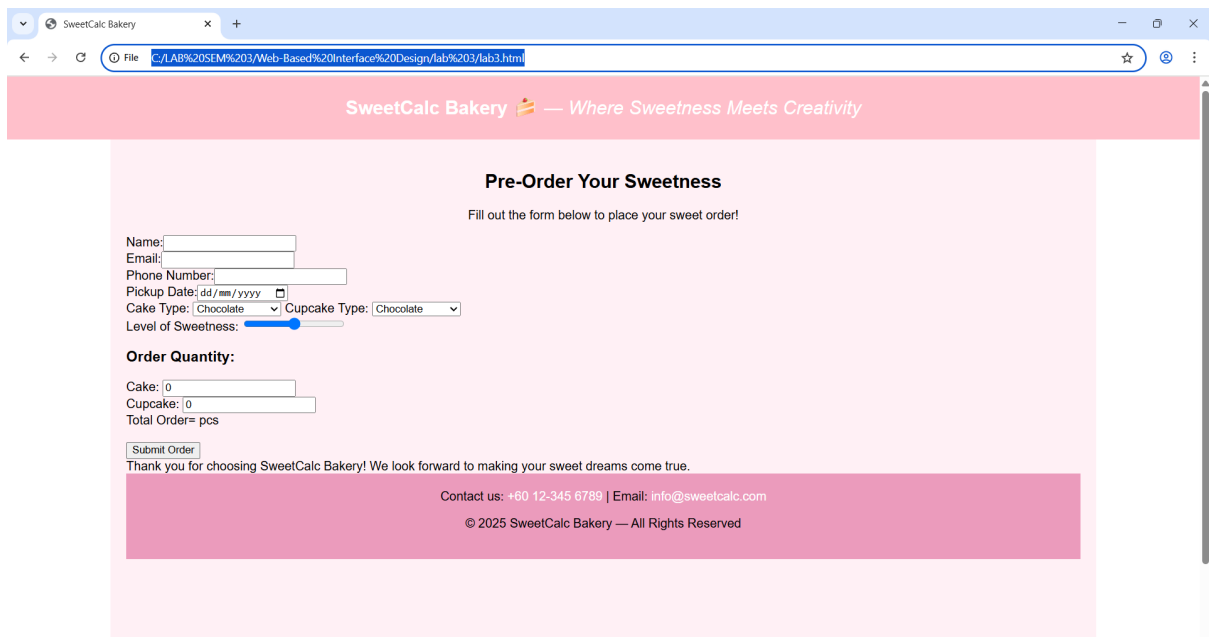 SweetCalc Bakery
File C:/LAB%20SEM%203/Web-Based%20Interface%20Design/lab%203/lab3.html
SweetCalc Bakery 🍰 — Where Sweetness Meets Creativity
Pre-Order Your Sweetness
Fill out the form below to place your sweet order!
Name:
Email:
Phone Number:
Pickup Date: dd/mm/yyyy
Cake Type: Chocolate Cupcake Type: Chocolate
Level of Sweetness:
Order Quantity:
Cake: 0
Cupcake: 0
Total Order= pcs
Submit Order
Thank you for choosing SweetCalc Bakery! We look forward to making your sweet dreams come true.
Contact us: +60 12-345 6789 | Email: info@sweetcalc.com
© 2025 SweetCalc Bakery — All Rights Reserved